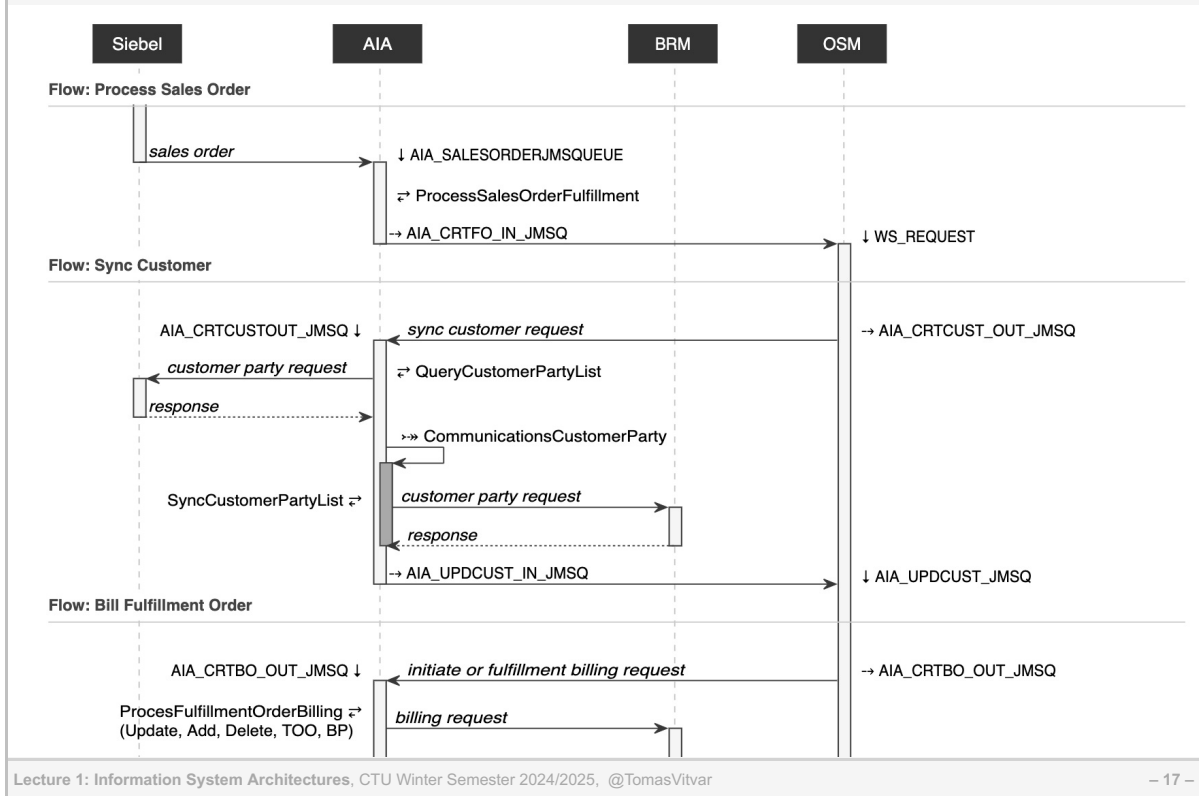 Siebel AIA BRM OSM
Flow: Process Sales Order
sales order ↓ AIA_SALESORDERJMSQUEUE
⇄ ProcessSalesOrderFulfillment
⇢ AIA_CRTFO_IN_JMSQ ↓ WS_REQUEST
Flow: Sync Customer
AIA_CRTCUSTOUT_JMSQ ↓ sync customer request ⇢ AIA_CRTCUST_OUT_JMSQ
customer party request ⇄ QueryCustomerPartyList
response
⤐ CommunicationsCustomerParty
SyncCustomerPartyList ⇄ customer party request
response
⇢ AIA_UPDCUST_IN_JMSQ ↓ AIA_UPDCUST_JMSQ
Flow: Bill Fulfillment Order
AIA_CRTBO_OUT_JMSQ ↓ initiate or fulfillment billing request ⇢ AIA_CRTBO_OUT_JMSQ
ProcesFulfillmentOrderBilling ⇄ billing request
(Update, Add, Delete, TOO, BP)
Lecture 1: Information System Architectures, CTU Winter Semester 2024/2025, @TomasVitvar – 17 –